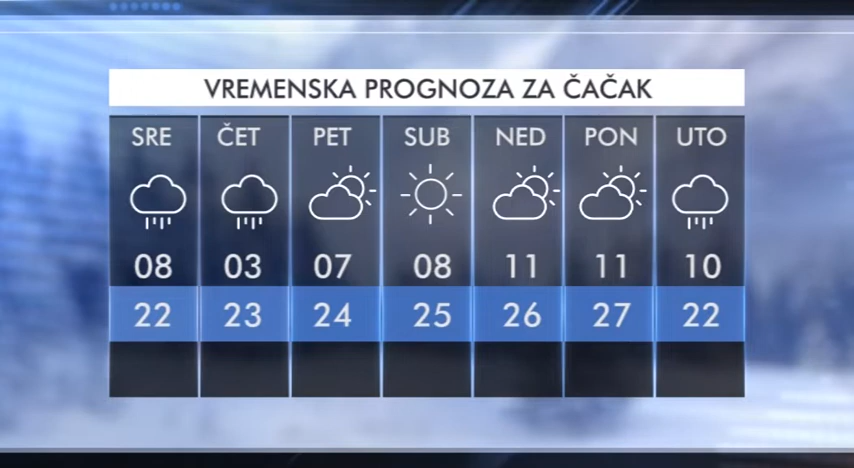 VREMENSKA PROGNOZA ZA ČAČAK
SRE ČET PET SUB NED PON UTO
08 03 07 08 11 11 10
22 23 24 25 26 27 22